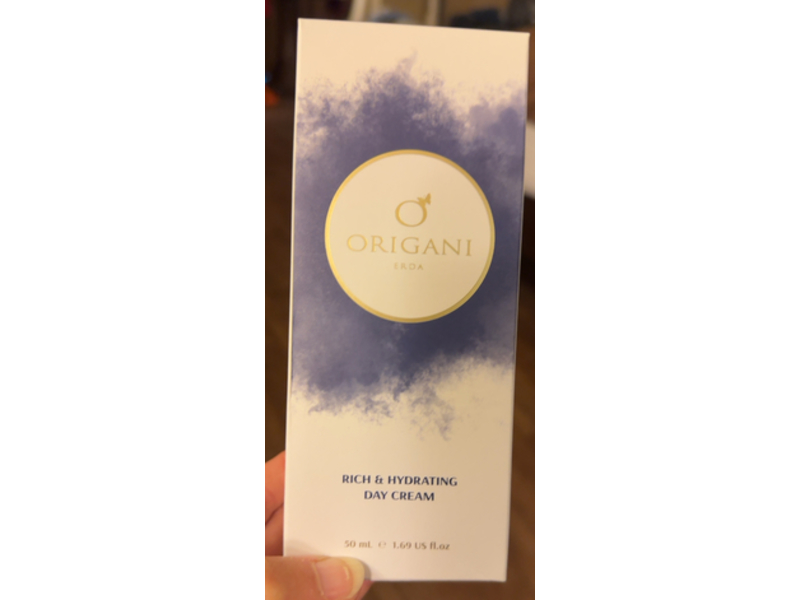 ORIGANI
ERDA
RICH & HYDRATING
DAY CREAM
50 mL ℮ 1.69 US fl.oz